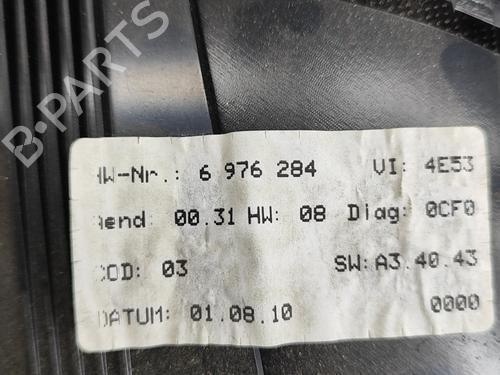 B-PARTS
HW-Nr.: 6 976 284 VI: 4E53
Aend: 00.31 HW: 08 Diag: 0CF0
COD: 03 SW: A3.40.43
DATUM: 01.08.10 0000